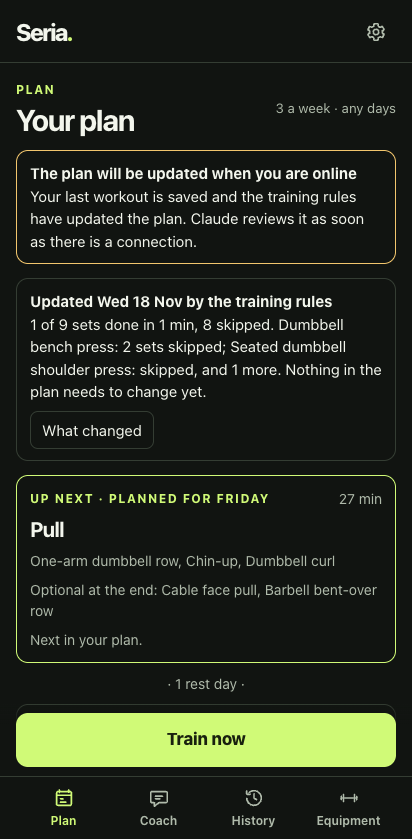 Seria.
PLAN
Your plan
3 a week · any days
The plan will be updated when you are online
Your last workout is saved and the training rules
have updated the plan. Claude reviews it as soon
as there is a connection.
Updated Wed 18 Nov by the training rules
1 of 9 sets done in 1 min, 8 skipped. Dumbbell
bench press: 2 sets skipped; Seated dumbbell
shoulder press: skipped, and 1 more. Nothing in the
plan needs to change yet.
What changed
UP NEXT · PLANNED FOR FRIDAY
27 min
Pull
One-arm dumbbell row, Chin-up, Dumbbell curl
Optional at the end: Cable face pull, Barbell bent-over
row
Next in your plan.
· 1 rest day ·
Train now
Plan
Coach
History
Equipment